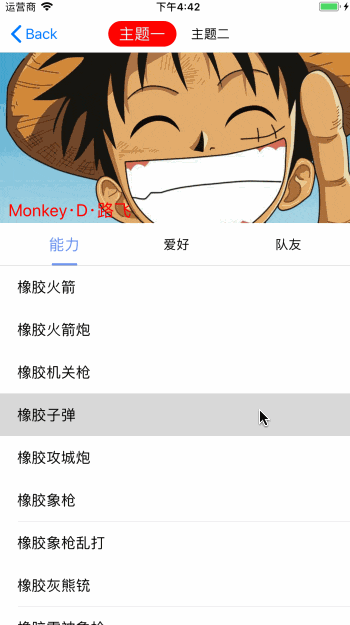 运营商 下午4:42
Back 主题一 主题二
Monkey·D·路飞
能力 爱好 队友
橡胶火箭
橡胶火箭炮
橡胶机关枪
橡胶子弹
橡胶攻城炮
橡胶象枪
橡胶象枪乱打
橡胶灰熊铳